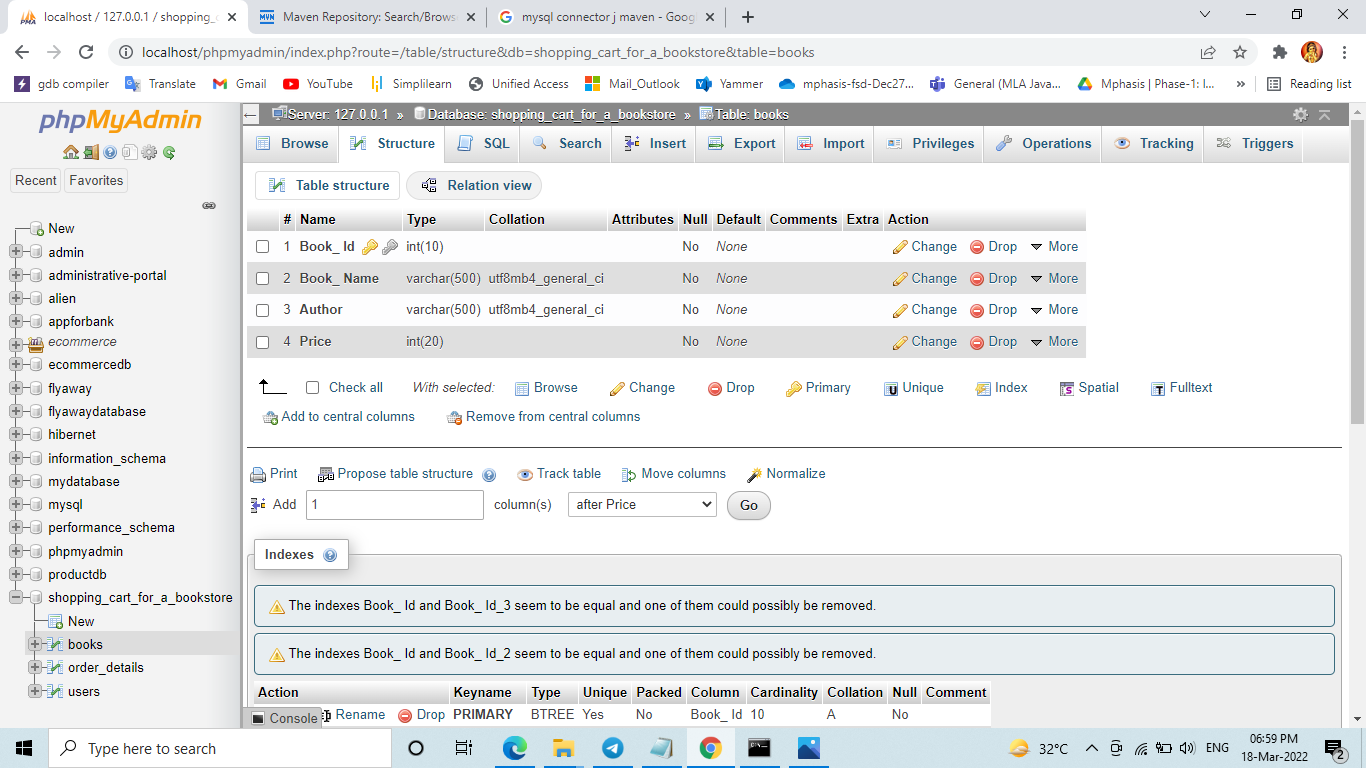 localhost / 127.0.0.1 / shopping_c
Maven Repository: Search/Brows
mysql connector j maven - Goog
localhost/phpmyadmin/index.php?route=/table/structure&db=shopping_cart_for_a_bookstore&table=books
gdb compiler Translate Gmail YouTube Simplilearn Unified Access Mail_Outlook Yammer mphasis-fsd-Dec27... General (MLA Java... Mphasis | Phase-1: I... » Reading list
phpMyAdmin
Recent Favorites
New
admin
administrative-portal
alien
appforbank
ecommerce
ecommercedb
flyaway
flyawaydatabase
hibernet
information_schema
mydatabase
mysql
performance_schema
phpmyadmin
productdb
shopping_cart_for_a_bookstore
New
books
order_details
users
Server: 127.0.0.1 » Database: shopping_cart_for_a_bookstore » Table: books
Browse Structure SQL Search Insert Export Import Privileges Operations Tracking Triggers
Table structure Relation view
# Name Type Collation Attributes Null Default Comments Extra Action
1 Book_ Id int(10) No None Change Drop More
2 Book_ Name varchar(500) utf8mb4_general_ci No None Change Drop More
3 Author varchar(500) utf8mb4_general_ci No None Change Drop More
4 Price int(20) No None Change Drop More
Check all With selected: Browse Change Drop Primary Unique Index Spatial Fulltext
Add to central columns Remove from central columns
Print Propose table structure Track table Move columns Normalize
Add 1 column(s) after Price Go
Indexes
The indexes Book_ Id and Book_ Id_3 seem to be equal and one of them could possibly be removed.
The indexes Book_ Id and Book_ Id_2 seem to be equal and one of them could possibly be removed.
Action Keyname Type Unique Packed Column Cardinality Collation Null Comment
Rename Drop PRIMARY BTREE Yes No Book_ Id 10 A No
Console
Type here to search
32°C ENG 06:59 PM
18-Mar-2022 2